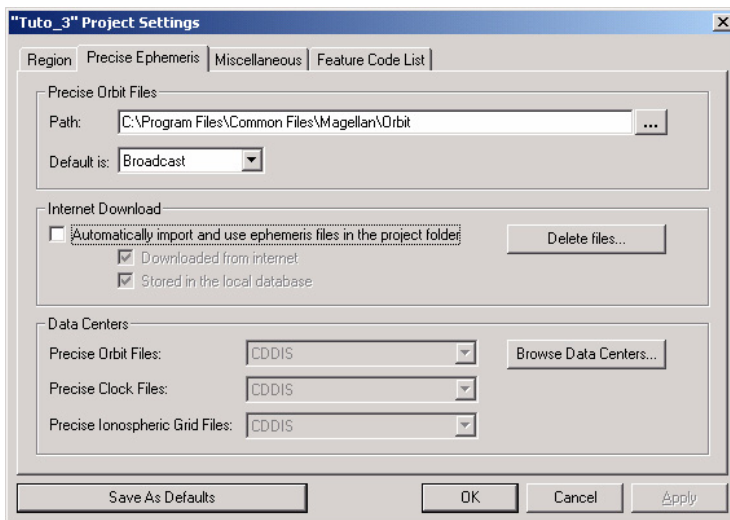 "Tuto_3" Project Settings
Region Precise Ephemeris Miscellaneous Feature Code List
Precise Orbit Files
Path: C:\Program Files\Common Files\Magellan\Orbit ...
Default is: Broadcast
Internet Download
Automatically import and use ephemeris files in the project folder Delete files...
Downloaded from internet
Stored in the local database
Data Centers
Precise Orbit Files: CDDIS Browse Data Centers...
Precise Clock Files: CDDIS
Precise Ionospheric Grid Files: CDDIS
Save As Defaults OK Cancel Apply